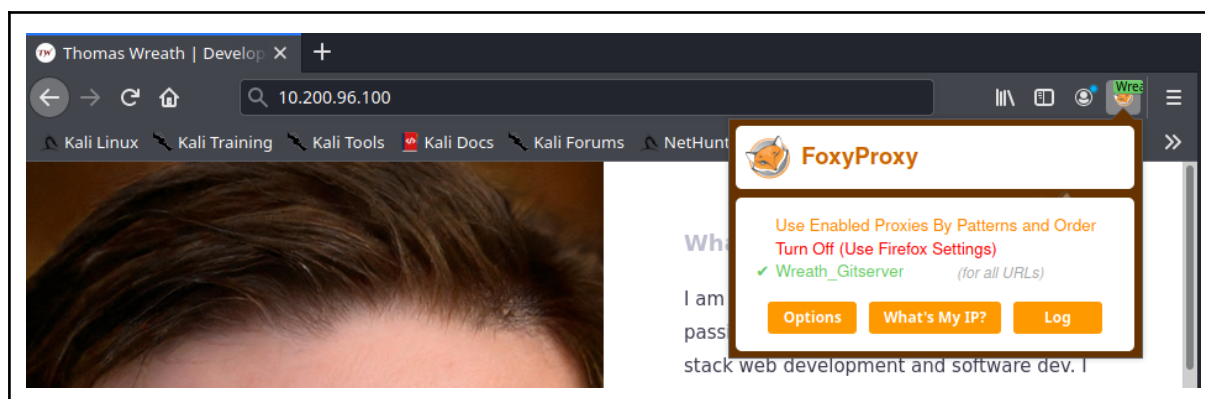 TW Thomas Wreath | Develop
10.200.96.100
Wrea
Kali Linux Kali Training Kali Tools Kali Docs Kali Forums NetHunt
FoxyProxy
Use Enabled Proxies By Patterns and Order
Turn Off (Use Firefox Settings)
✔ Wreath_Gitserver (for all URLs)
Options What's My IP? Log
Wha
I am
passi
stack web development and software dev. I